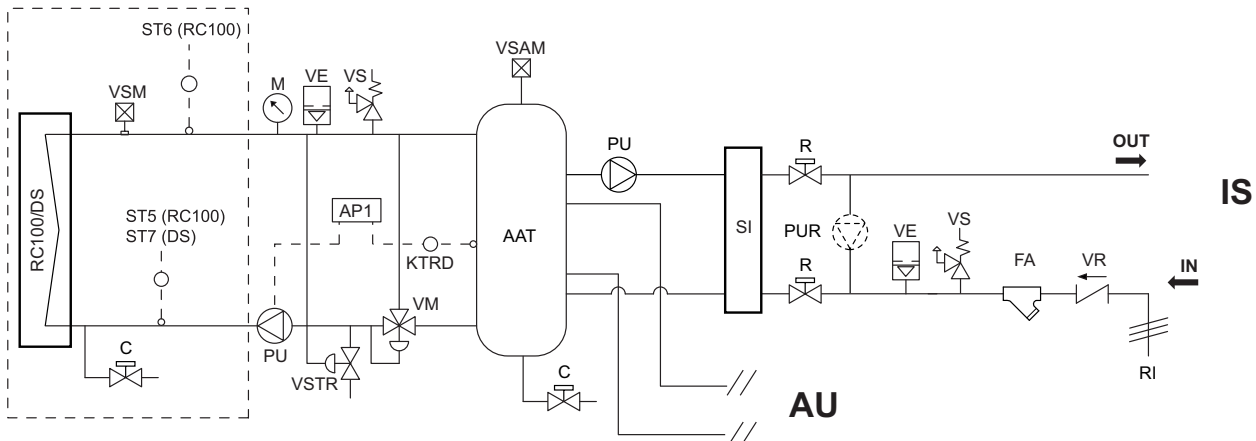 ST6 (RC100)
VSM
M
VE
VS
VSAM
PU
R
OUT
IS
RC100/DS
ST5 (RC100)
ST7 (DS)
AP1
KTRD
AAT
SI
PUR
VE
VS
FA
VR
IN
R
VM
PU
VSTR
C
C
AU
RI